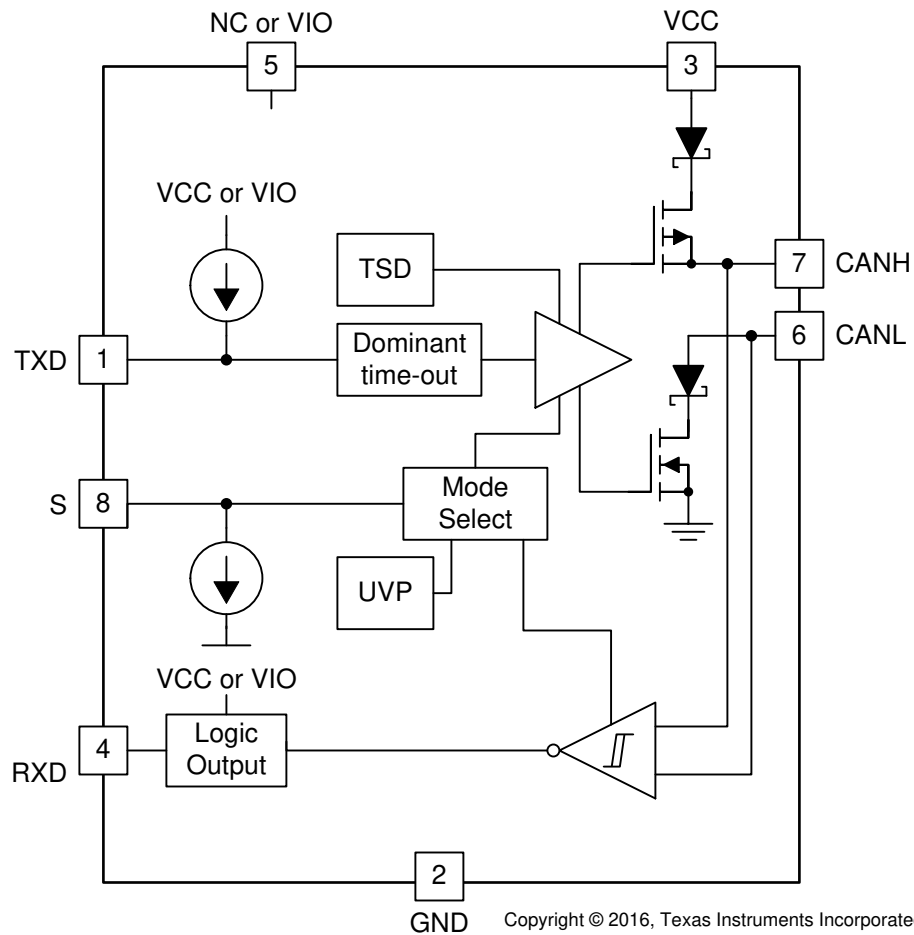 NC or VIO
VCC
5
3
VCC or VIO
TSD
7
CANH
TXD
1
Dominant
time-out
6
CANL
S
8
Mode
Select
UVP
VCC or VIO
RXD
4
Logic
Output
2
GND
Copyright © 2016, Texas Instruments Incorporate